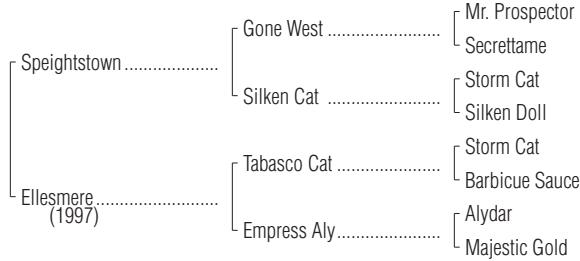 Mr. Prospector
Gone West ........................
Secrettame
Speightstown .....................
Storm Cat
Silken Cat ........................
Silken Doll
Storm Cat
Tabasco Cat ......................
Barbicue Sauce
Ellesmere ...........................
(1997)
Alydar
Empress Aly......................
Majestic Gold